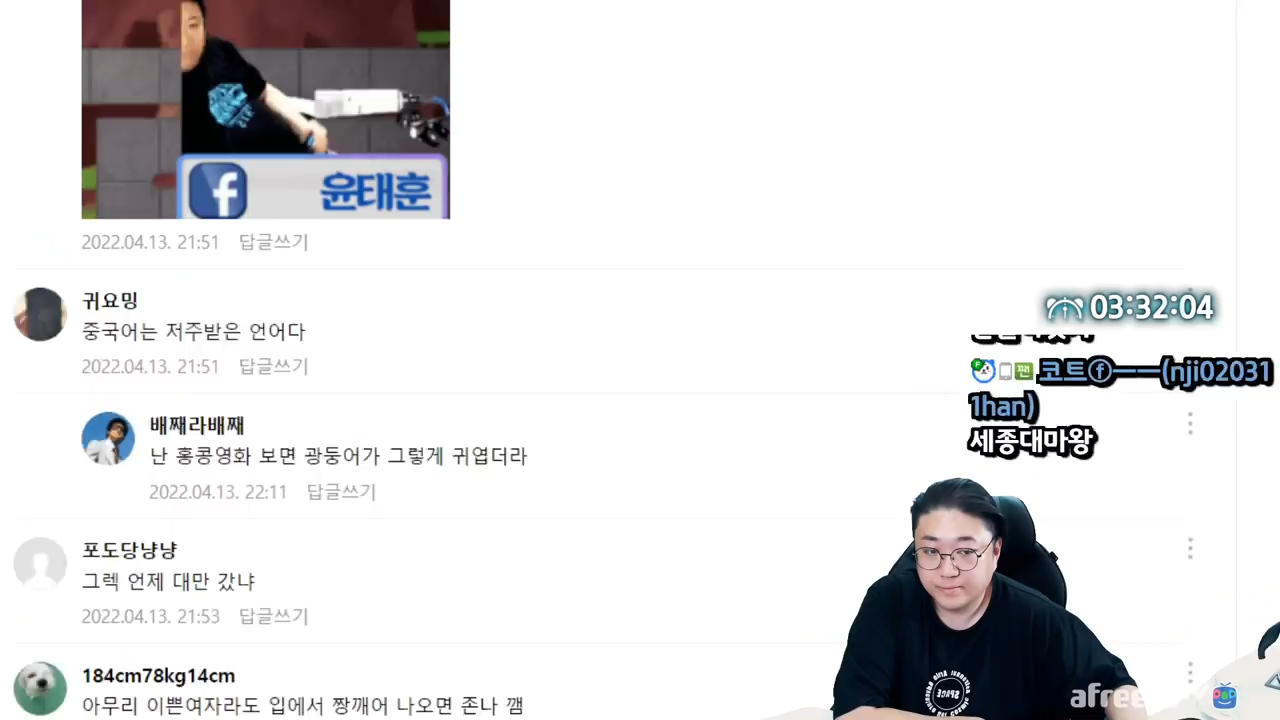 f 윤태훈
2022.04.13. 21:51 답글쓰기
귀요밍
중국어는 저주받은 언어다
2022.04.13. 21:51 답글쓰기
배째라배째
난 홍콩영화 보면 광둥어가 그렇게 귀엽더라
2022.04.13. 22:11 답글쓰기
포도당냥냥
그렉 언제 대만 갔냐
2022.04.13. 21:53 답글쓰기
184cm78kg14cm
아무리 이쁜여자라도 입에서 짱깨어 나오면 존나 깸
03:32:04
F 팬 코트ⓕㅡㅡ(nji02031
1han)
세종대마왕
SPACE
afree